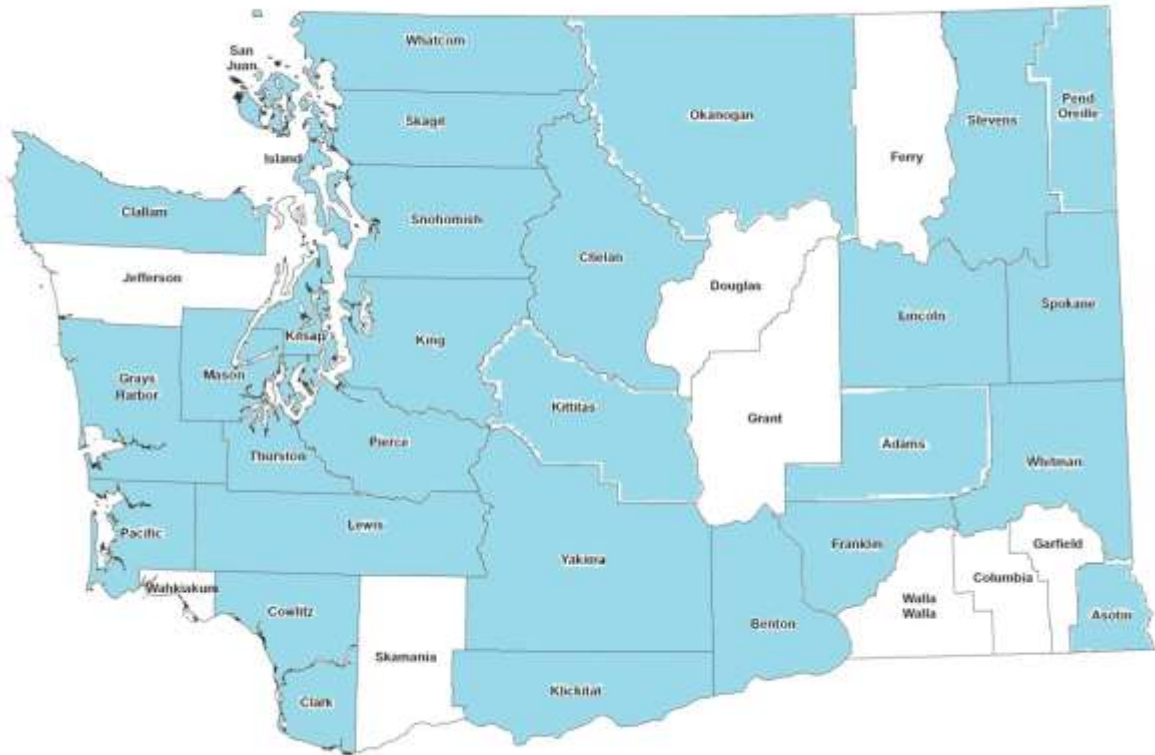 Whatcom
San
Juan
Okanogan
Pend
Oreille
Skagit
Stevens
Island
Ferry
Clallam
Snohomish
Chelan
Jefferson
Douglas
Spokane
Lincoln
Kitsap
King
Mason
Grays
Harbor
Kittitas
Grant
Pierce
Adams
Thurston
Whitman
Lewis
Pacific
Franklin
Garfield
Yakima
Columbia
Wahkiakum
Walla
Walla
Cowlitz
Benton
Asotin
Skamania
Klickitat
Clark